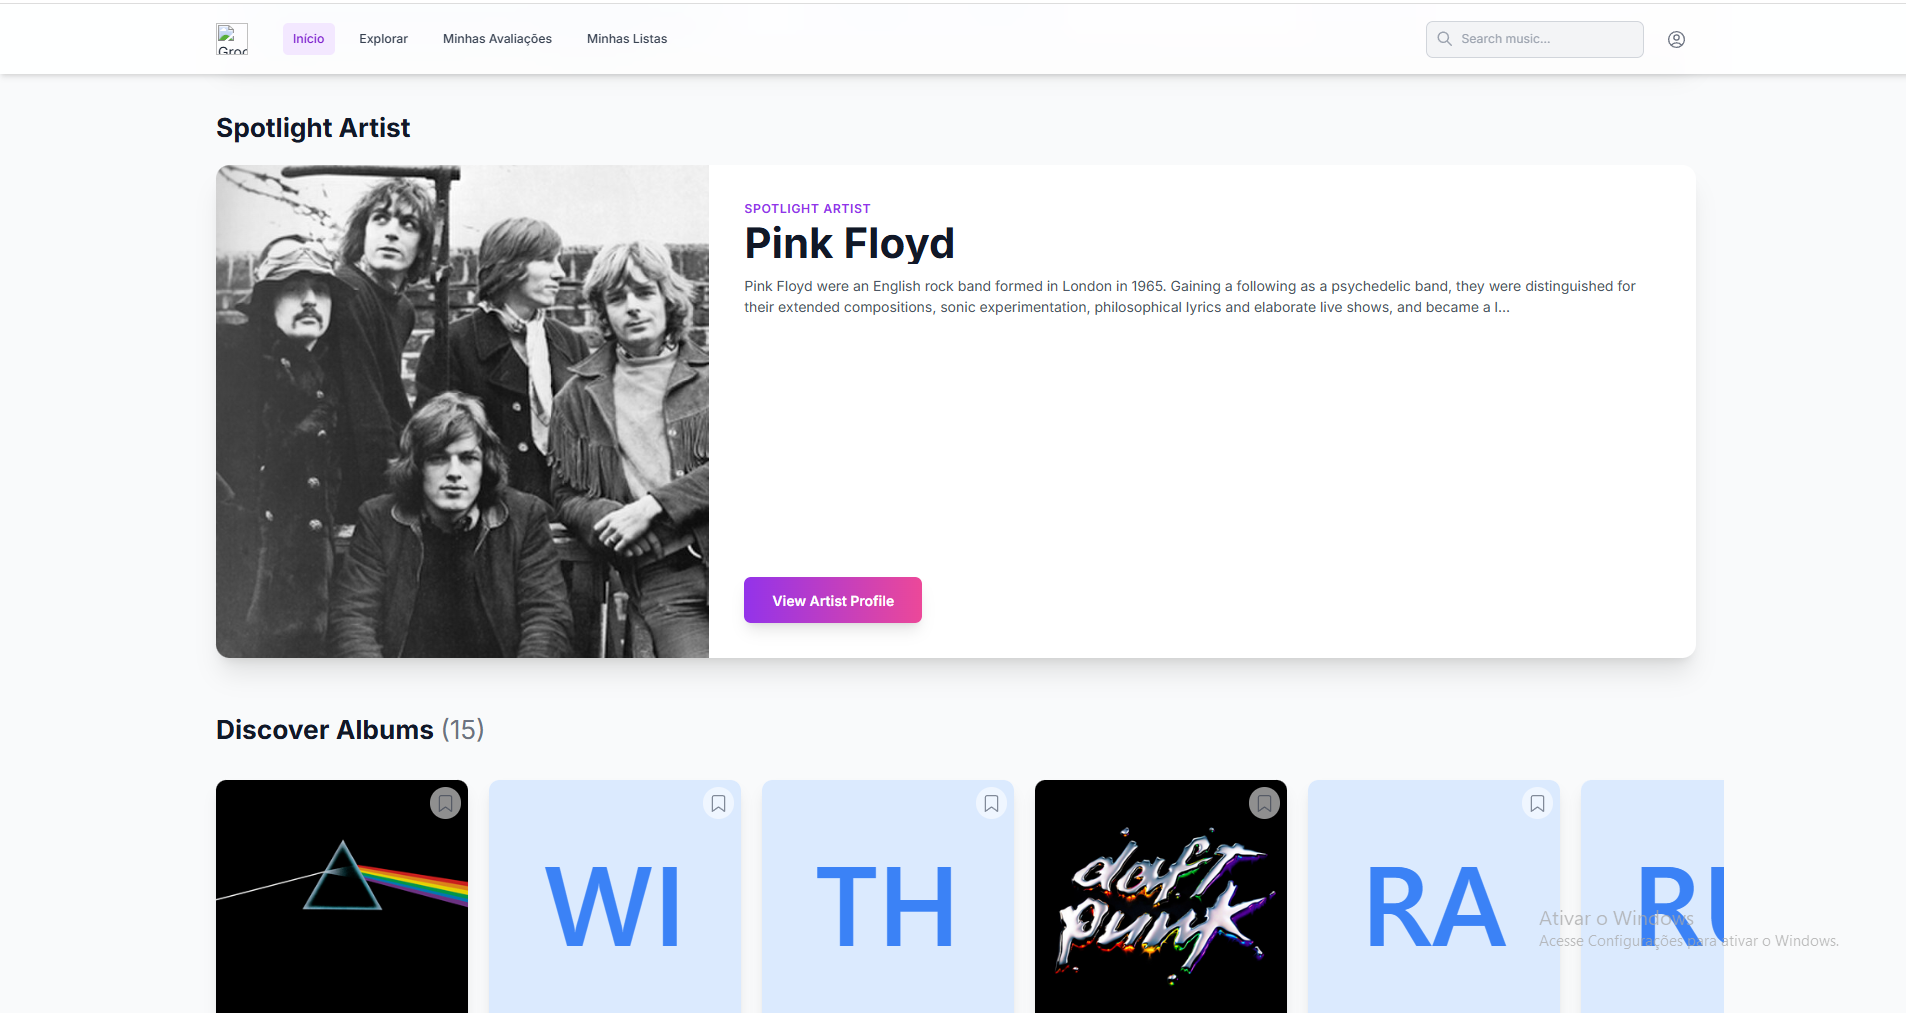 Início
Explorar
Minhas Avaliações
Minhas Listas
Search music...
Spotlight Artist
SPOTLIGHT ARTIST
Pink Floyd
Pink Floyd were an English rock band formed in London in 1965. Gaining a following as a psychedelic band, they were distinguished for
their extended compositions, sonic experimentation, philosophical lyrics and elaborate live shows, and became a l...
View Artist Profile
Discover Albums (15)
WI
TH
daft
punk
RA
Ativar o Windows
Acesse Configurações para ativar o Windows.